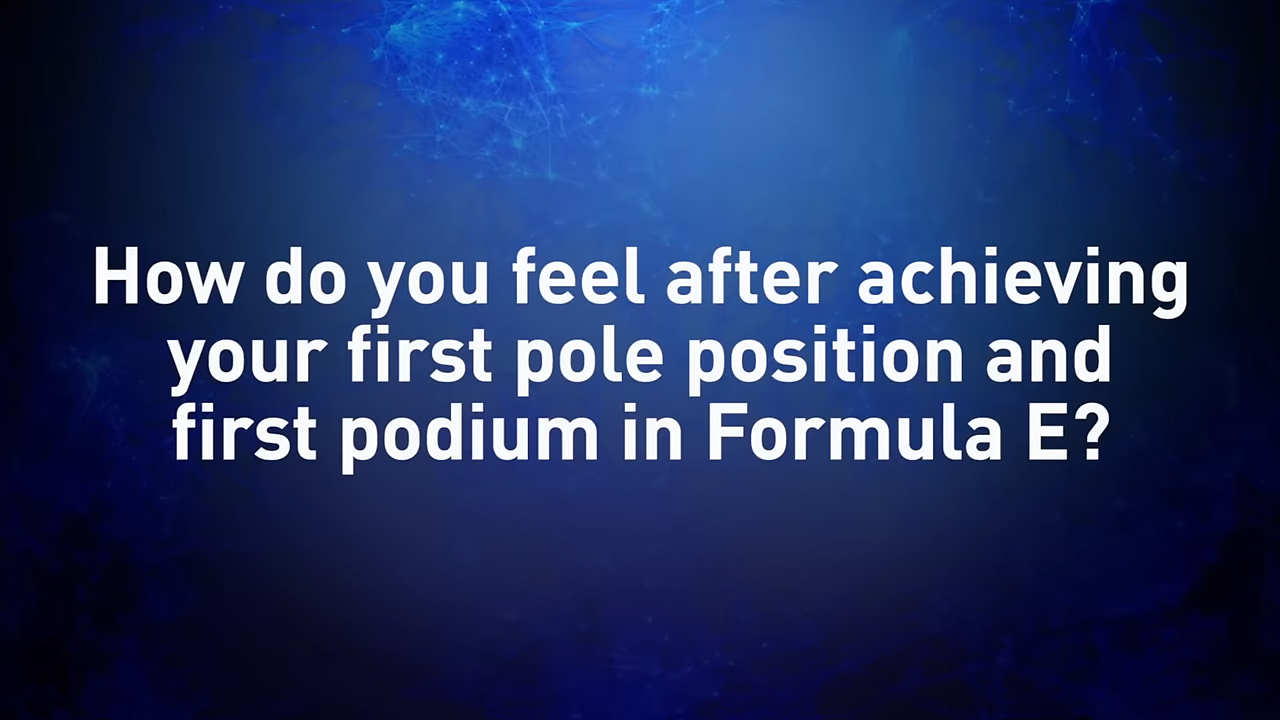 How do you feel after achieving
your first pole position and
first podium in Formula E?